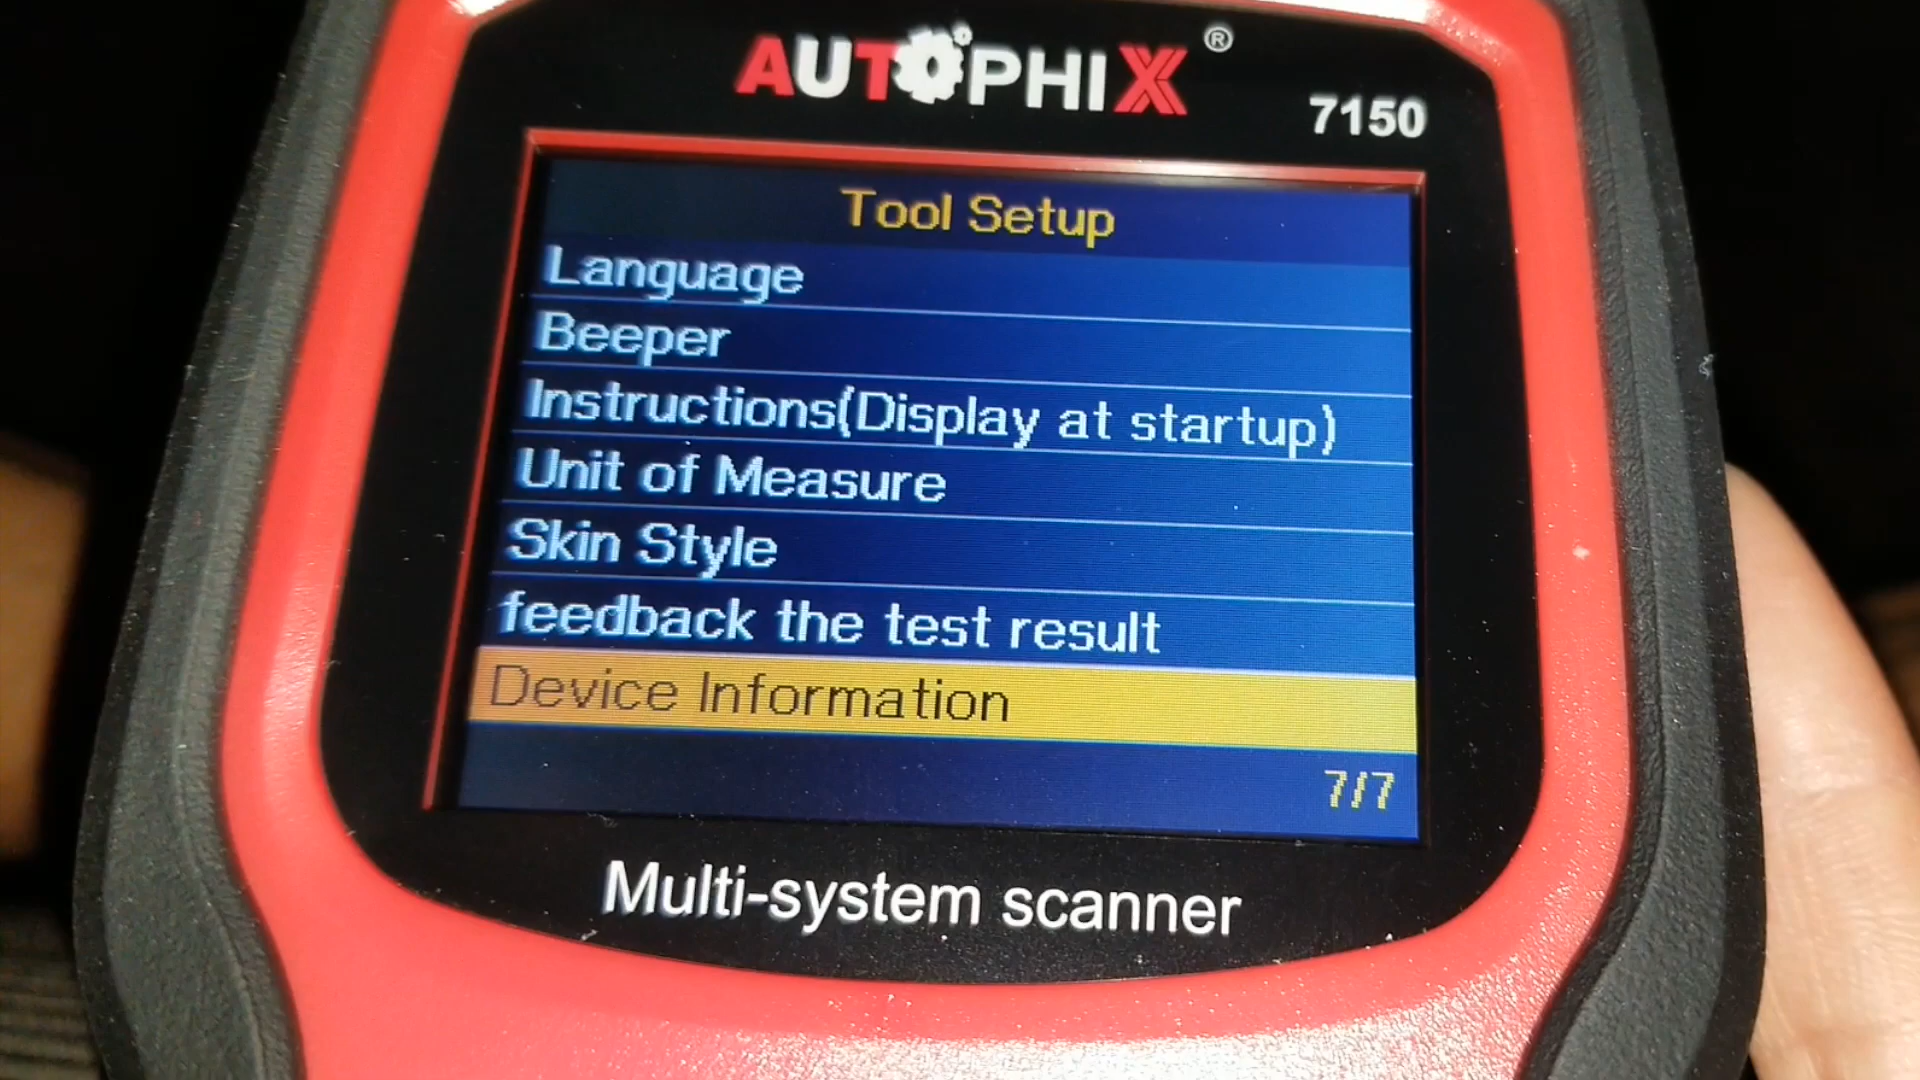 AUTOPHIX ®
7150
Tool Setup
Language
Beeper
Instructions(Display at startup)
Unit of Measure
Skin Style
feedback the test result
Device Information
7/7
Multi-system scanner